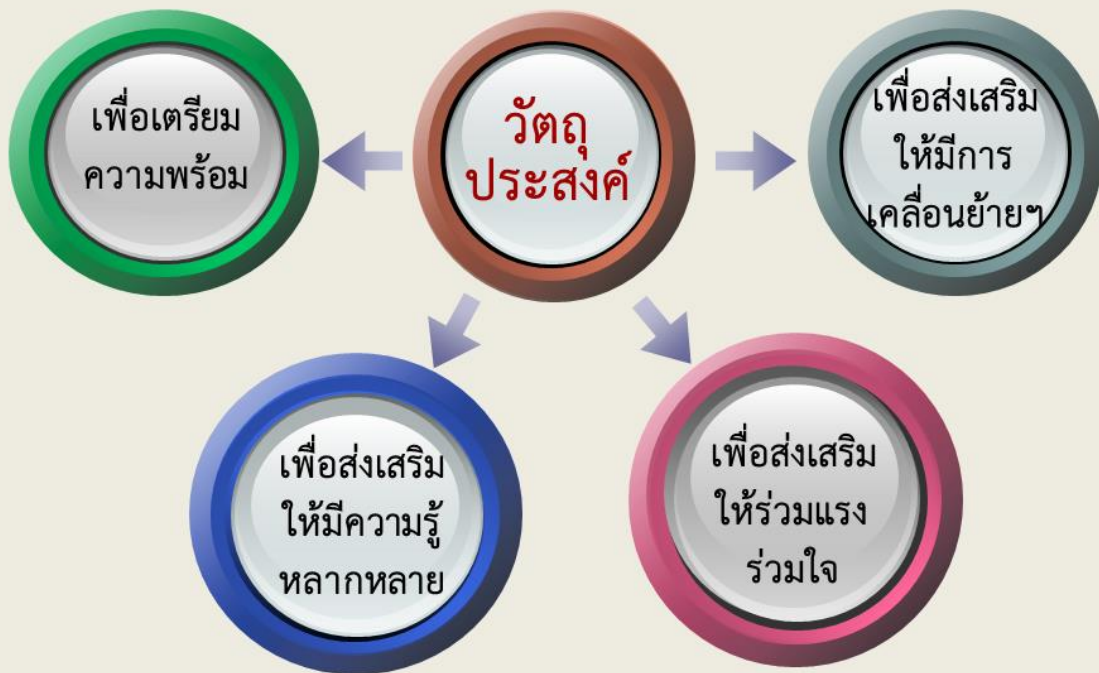 วัตถุ
ประสงค์
เพื่อเตรียม
ความพร้อม
เพื่อส่งเสริม
ให้มีการ
เคลื่อนย้ายฯ
เพื่อส่งเสริม
ให้มีความรู้
หลากหลาย
เพื่อส่งเสริม
ให้ร่วมแรง
ร่วมใจ